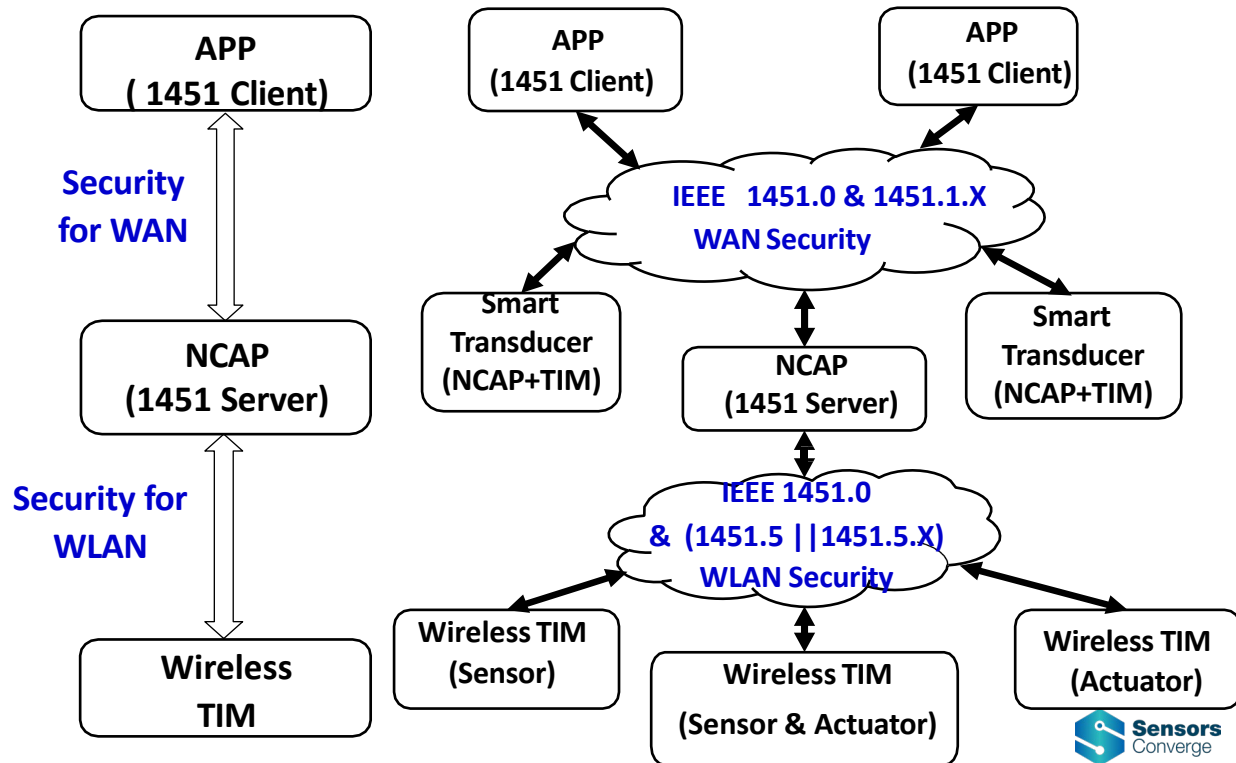 APP
( 1451 Client)
Security
for WAN
NCAP
(1451 Server)
Security for
WLAN
Wireless
TIM
APP
(1451 Client)
APP
(1451 Client)
IEEE 1451.0 & 1451.1.X
WAN Security
Smart
Transducer
(NCAP+TIM)
NCAP
(1451 Server)
Smart
Transducer
(NCAP+TIM)
IEEE 1451.0
& (1451.5 ||1451.5.X)
WLAN Security
Wireless TIM
(Sensor)
Wireless TIM
(Sensor & Actuator)
Wireless TIM
(Actuator)
Sensors
Converge